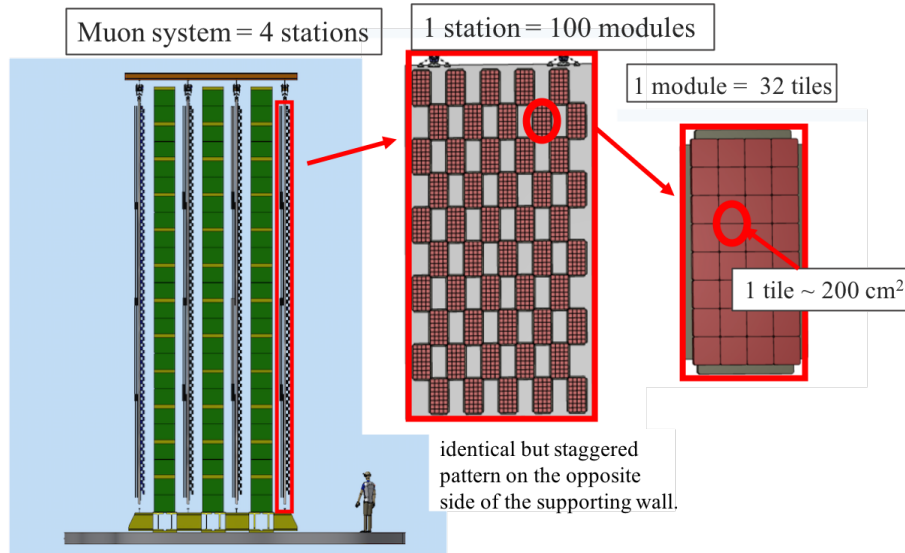 Muon system = 4 stations
1 station = 100 modules
1 module = 32 tiles
1 tile ~ 200 cm²
identical but staggered
pattern on the opposite
side of the supporting wall.